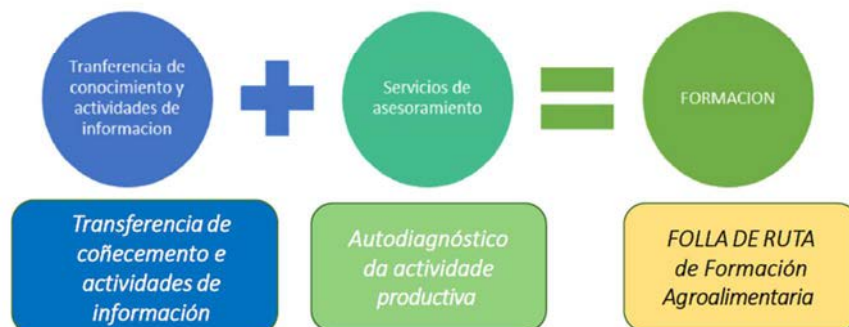 Tranferencia de
conocimiento y
actividades de
informacion
Servicios de
asesoramiento
FORMACION
Transferencia de
coñecemento e
actividades de
información
Autodiagnóstico
da actividade
productiva
FOLLA DE RUTA
de Formación
Agroalimentaria